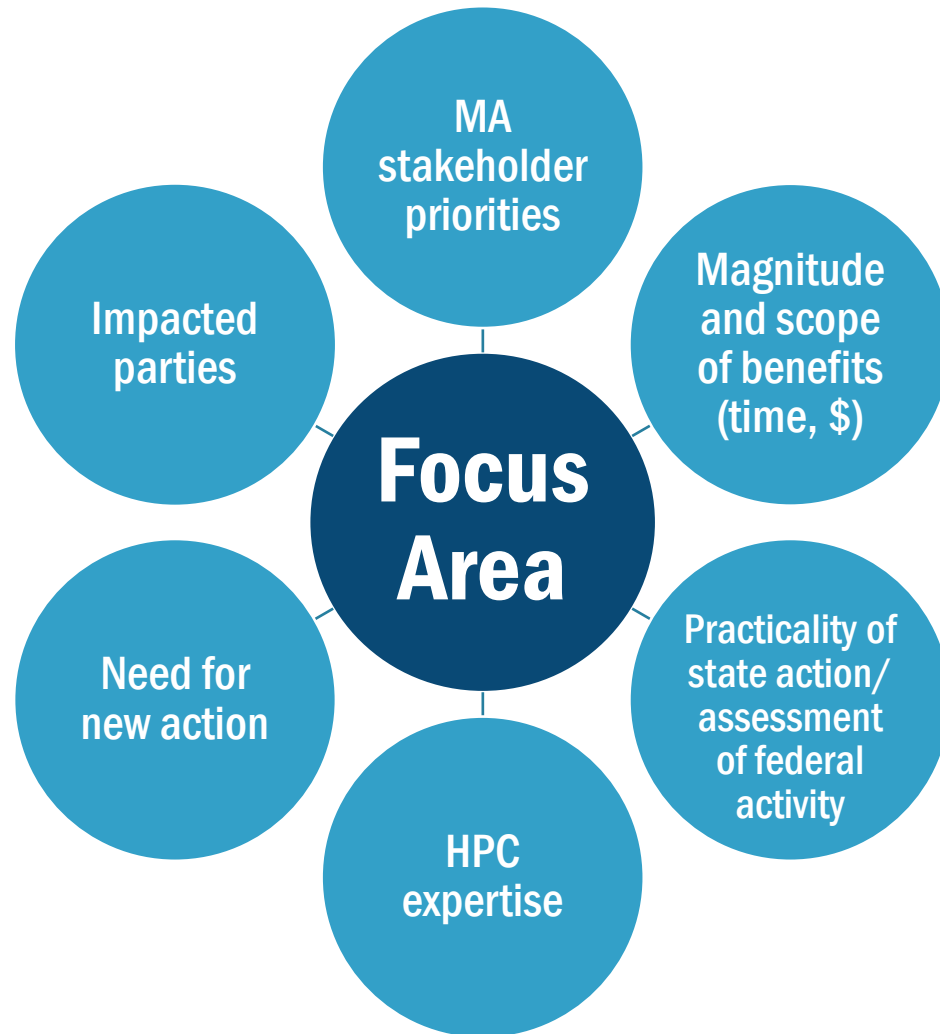 MA
stakeholder
priorities
Magnitude
and scope
of benefits
(time, $)
Practicality of
state action/
assessment
of federal
activity
HPC
expertise
Need for
new action
Impacted
parties
Focus
Area